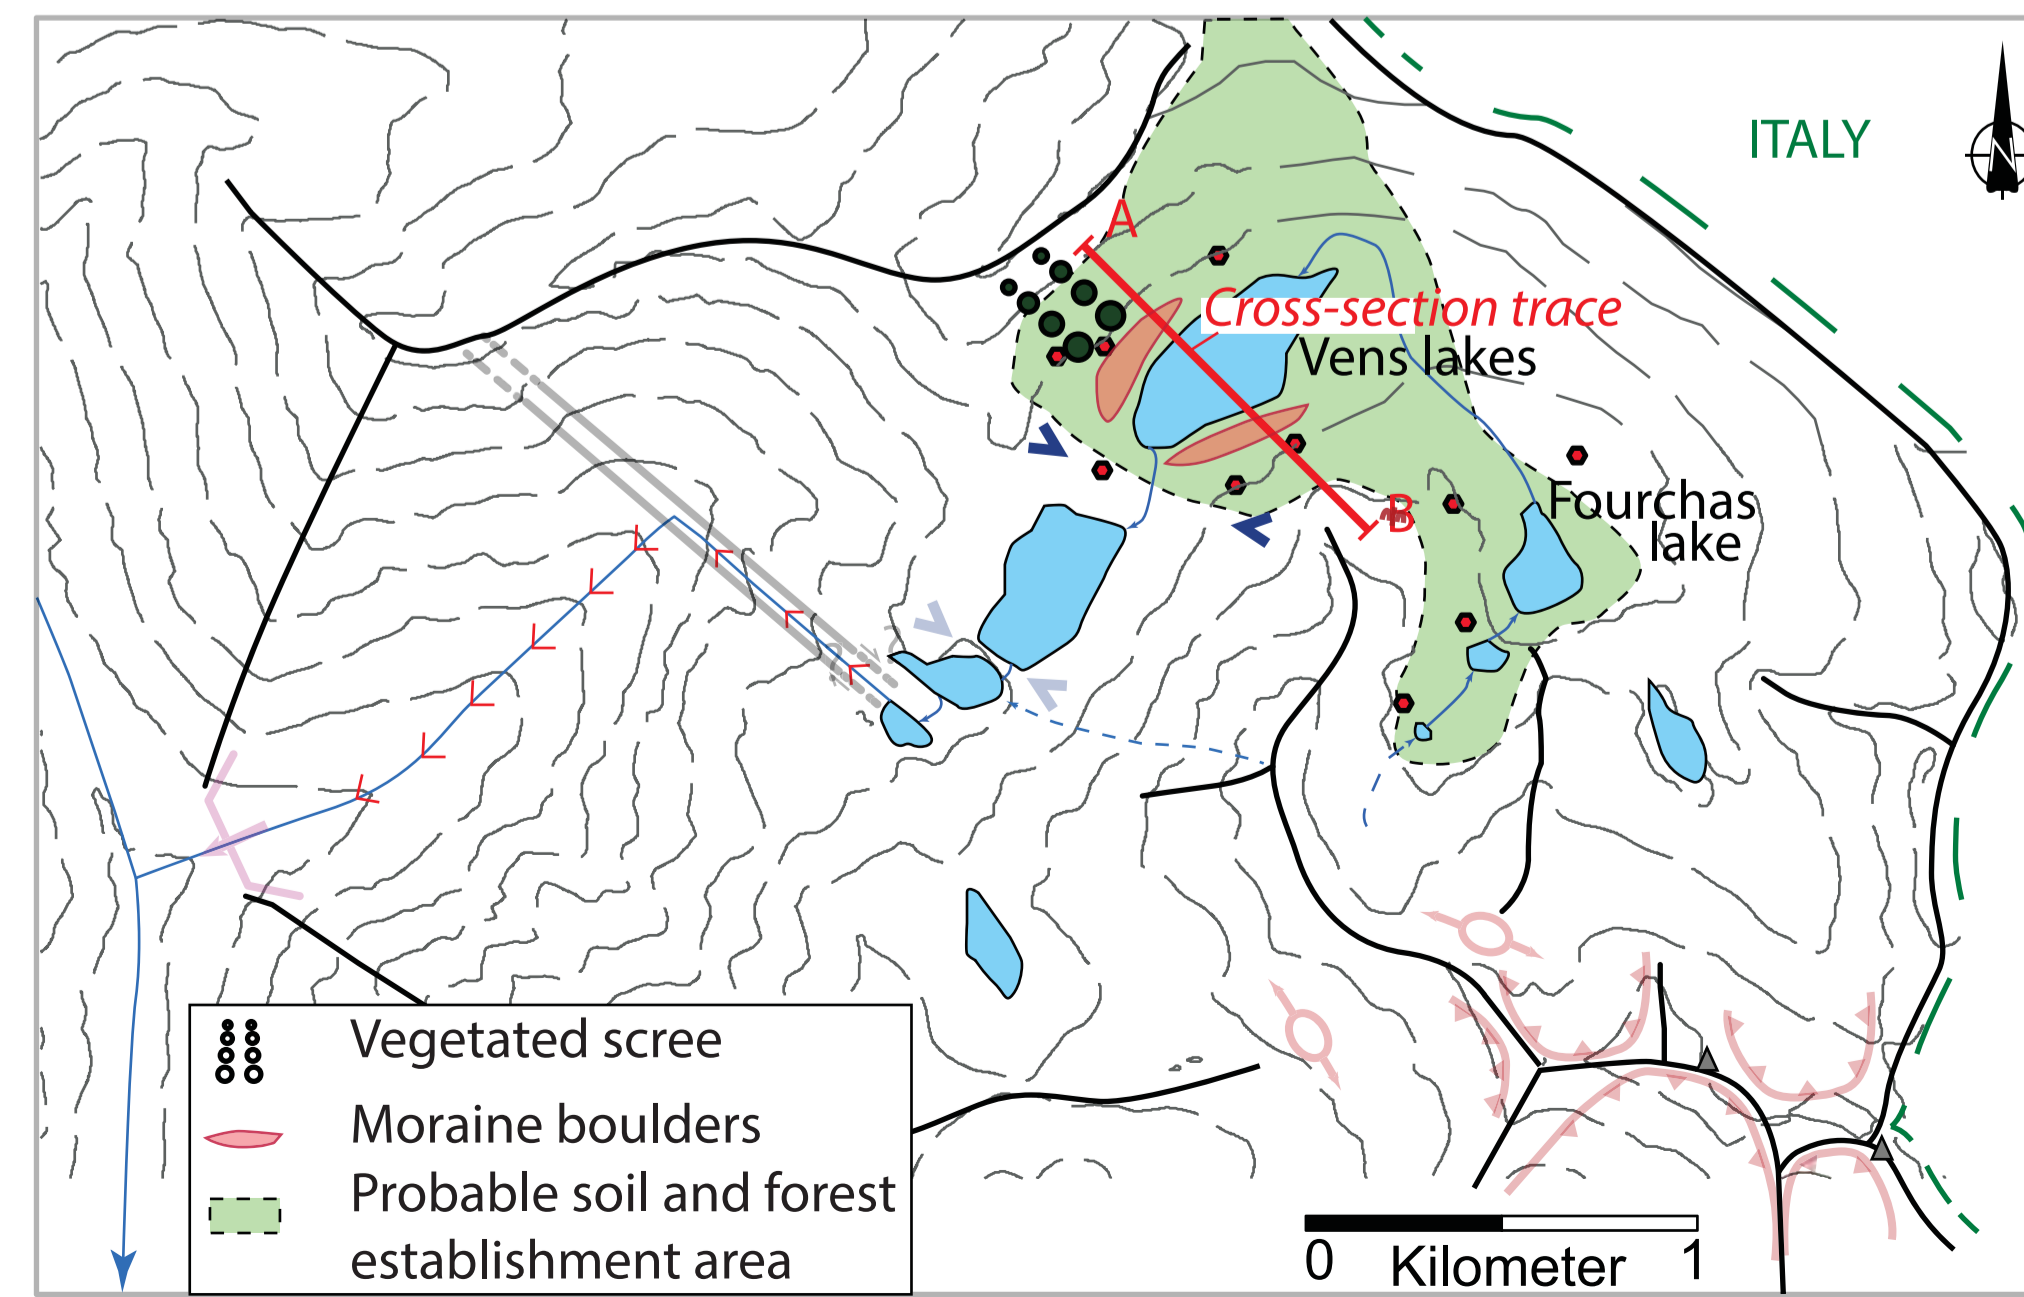 ITALY
N
A
Cross-section trace
Vens lakes
Fourchas
lake
B
?
?
Vegetated scree
Moraine boulders
Probable soil and forest
establishment area
0 Kilometer 1